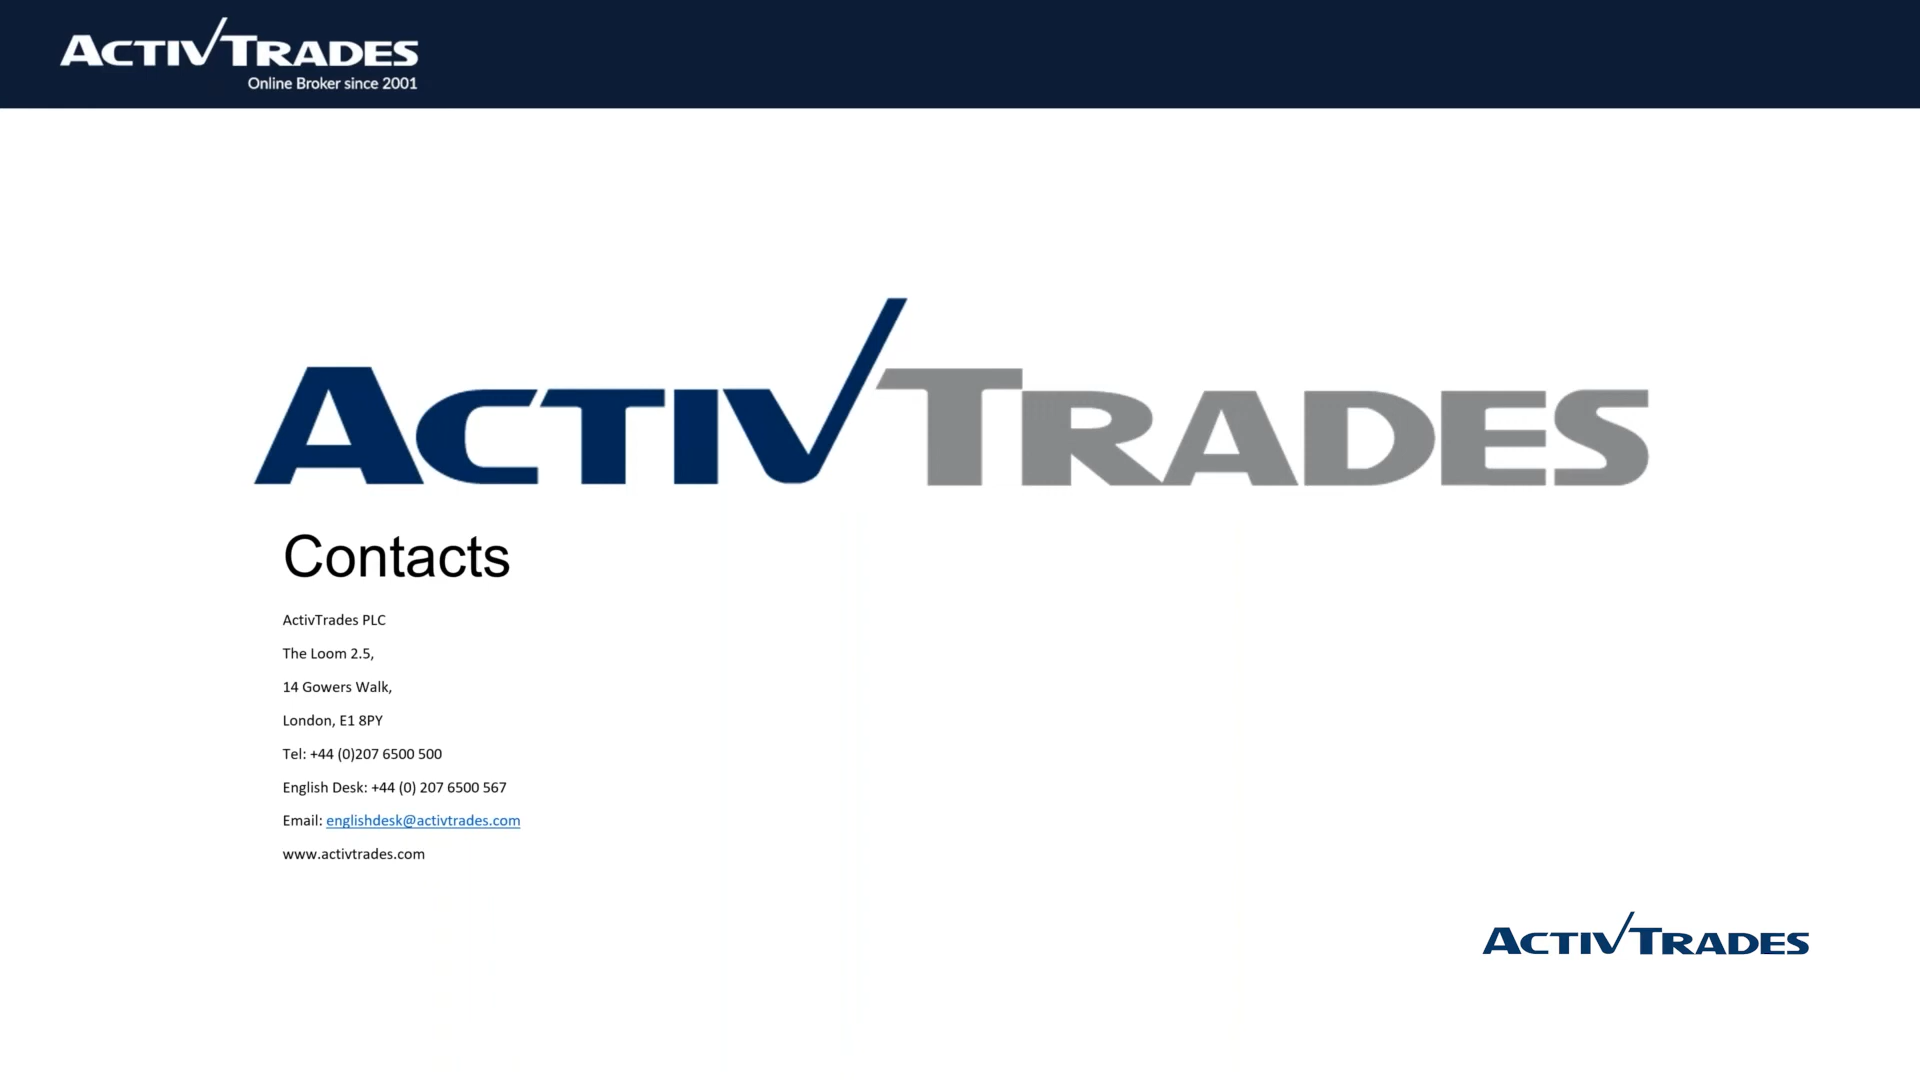 ACTIVTRADES
Online Broker since 2001
ACTIVTRADES
Contacts
ActivTrades PLC
The Loom 2.5,
14 Gowers Walk,
London, E1 8PY
Tel: +44 (0)207 6500 500
English Desk: +44 (0) 207 6500 567
Email: englishdesk@activtrades.com
www.activtrades.com
ACTIVTRADES